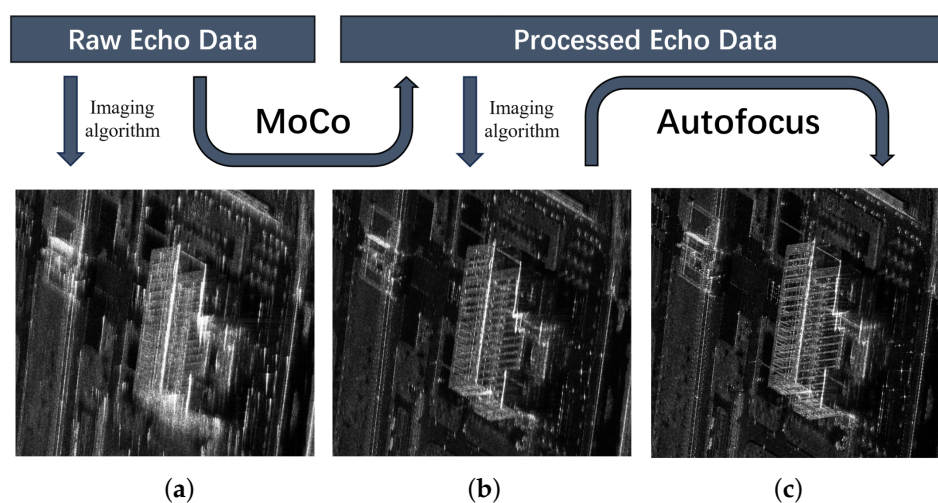 Raw Echo Data
Processed Echo Data
Imaging
algorithm
MoCo
Imaging
algorithm
Autofocus
(a)
(b)
(c)